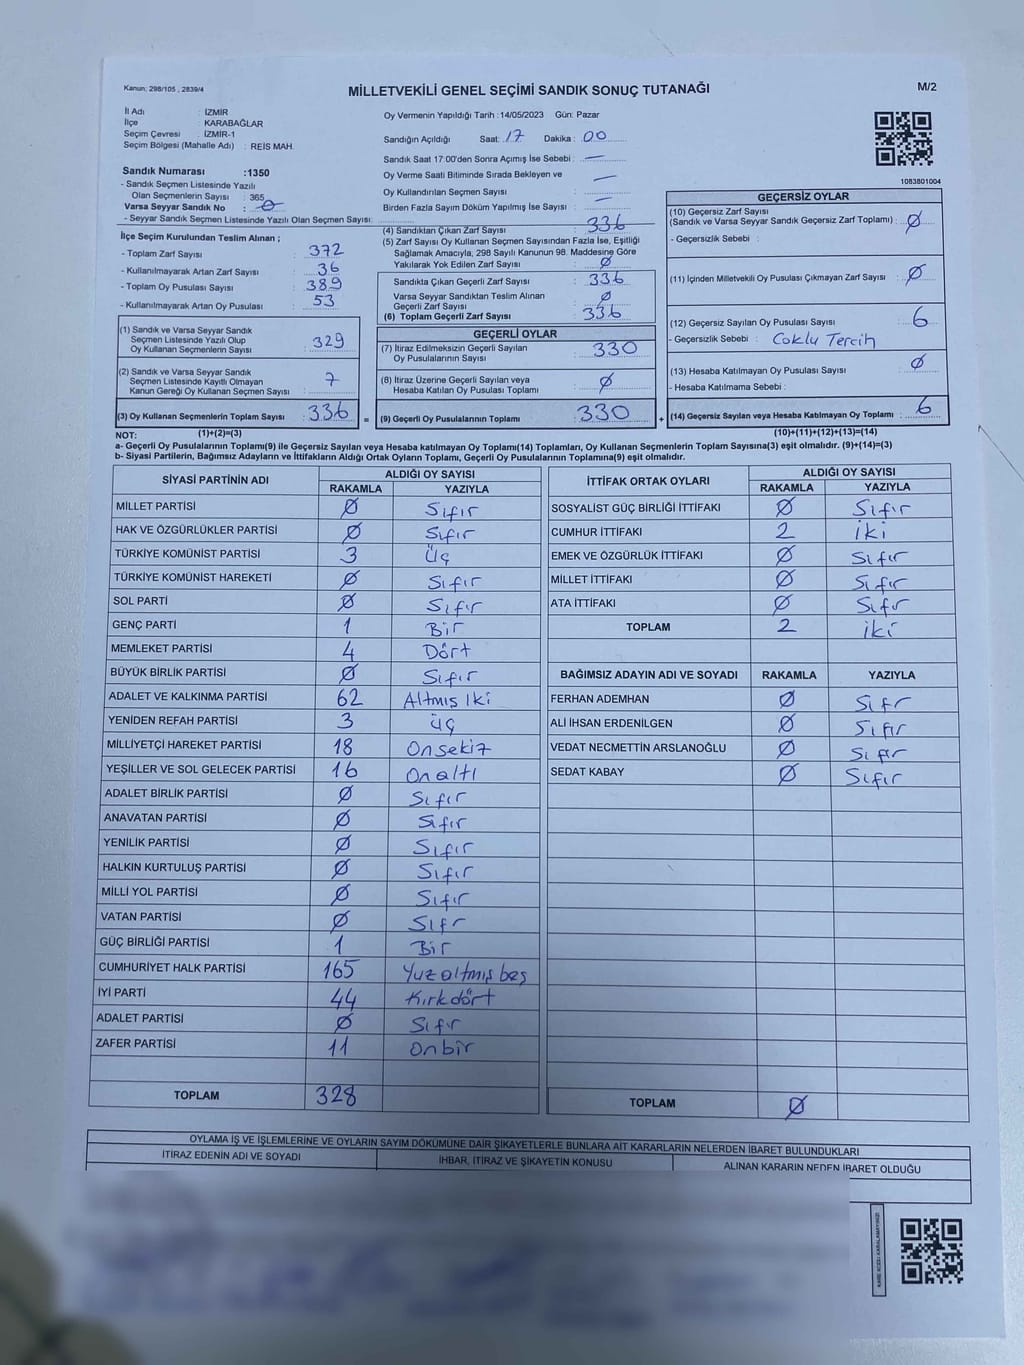 Kanun; 298/105 , 2839/4
MİLLETVEKİLİ GENEL SEÇİMİ SANDIK SONUÇ TUTANAĞI
M/2
İl Adı : İZMİR
İlçe : KARABAĞLAR
Seçim Çevresi : İZMİR-1
Seçim Bölgesi (Mahalle Adı) : REİS MAH.
Oy Vermenin Yapıldığı Tarih :14/05/2023 Gün: Pazar
Sandığın Açıldığı Saat: 17 Dakika : 00
Sandık Saat 17:00'den Sonra Açımış İse Sebebi : —
Oy Verme Saati Bitiminde Sırada Bekleyen ve
Oy Kullandırılan Seçmen Sayısı : —
Birden Fazla Sayım Döküm Yapılmış İse Sayısı : —
Sandık Numarası :1350
- Sandık Seçmen Listesinde Yazılı
Olan Seçmenlerin Sayısı : 365
Varsa Seyyar Sandık No : Ø
- Seyyar Sandık Seçmen Listesinde Yazılı Olan Seçmen Sayısı:
1083801004
İlçe Seçim Kurulundan Teslim Alınan ;
- Toplam Zarf Sayısı : 372
- Kullanılmayarak Artan Zarf Sayısı : 36
- Toplam Oy Pusulası Sayısı : 389
- Kullanılmayarak Artan Oy Pusulası : 53
(1) Sandık ve Varsa Seyyar Sandık
Seçmen Listesinde Yazılı Olup
Oy Kullanan Seçmenlerin Sayısı : 329
(2) Sandık ve Varsa Seyyar Sandık
Seçmen Listesinde Kayıtlı Olmayan
Kanun Gereği Oy Kullanan Seçmen Sayısı : 7
(3) Oy Kullanan Seçmenlerin Toplam Sayısı : 336 =
(4) Sandıktan Çıkan Zarf Sayısı : 336
(5) Zarf Sayısı Oy Kullanan Seçmen Sayısından Fazla İse, Eşitliği
Sağlamak Amacıyla, 298 Sayılı Kanunun 98. Maddesine Göre
Yakılarak Yok Edilen Zarf Sayısı : Ø
Sandıkta Çıkan Geçerli Zarf Sayısı : 336
Varsa Seyyar Sandıktan Teslim Alınan
Geçerli Zarf Sayısı : Ø
(6) Toplam Geçerli Zarf Sayısı : 336
GEÇERLİ OYLAR
(7) İtiraz Edilmeksizin Geçerli Sayılan
Oy Pusulalarının Sayısı : 330
(8) İtiraz Üzerine Geçerli Sayılan veya
Hesaba Katılan Oy Pusulası Toplamı : Ø
(9) Geçerli Oy Pusulalarının Toplamı : 330 +
GEÇERSİZ OYLAR
(10) Geçersiz Zarf Sayısı
(Sandık ve Varsa Seyyar Sandık Geçersiz Zarf Toplamı) : Ø
- Geçersizlik Sebebi :
(11) İçinden Milletvekili Oy Pusulası Çıkmayan Zarf Sayısı : Ø
(12) Geçersiz Sayılan Oy Pusulası Sayısı : 6
- Geçersizlik Sebebi : Çoklu Tercih
(13) Hesaba Katılmayan Oy Pusulası Sayısı : Ø
- Hesaba Katılmama Sebebi :
(14) Geçersiz Sayılan veya Hesaba Katılmayan Oy Toplamı : 6
NOT: (1)+(2)=(3)
(10)+(11)+(12)+(13)=(14)
a- Geçerli Oy Pusulalarının Toplamı(9) ile Geçersiz Sayılan veya Hesaba katılmayan Oy Toplamı(14) Toplamları, Oy Kullanan Seçmenlerin Toplam Sayısına(3) eşit olmalıdır. (9)+(14)=(3)
b- Siyasi Partilerin, Bağımsız Adayların ve İttifakların Aldığı Ortak Oyların Toplamı, Geçerli Oy Pusulalarının Toplamına(9) eşit olmalıdır.
SİYASİ PARTİNİN ADI ALDIĞI OY SAYISI
RAKAMLA YAZIYLA
MİLLET PARTİSİ Ø Sıfır
HAK VE ÖZGÜRLÜKLER PARTİSİ Ø Sıfır
TÜRKİYE KOMÜNİST PARTİSİ 3 Üç
TÜRKİYE KOMÜNİST HAREKETİ Ø Sıfır
SOL PARTİ Ø Sıfır
GENÇ PARTİ 1 Bir
MEMLEKET PARTİSİ 4 Dört
BÜYÜK BİRLİK PARTİSİ Ø Sıfır
ADALET VE KALKINMA PARTİSİ 62 Altmış İki
YENİDEN REFAH PARTİSİ 3 üç
MİLLİYETÇİ HAREKET PARTİSİ 18 Onsekiz
YEŞİLLER VE SOL GELECEK PARTİSİ 16 Onaltı
ADALET BİRLİK PARTİSİ Ø Sıfır
ANAVATAN PARTİSİ Ø Sıfır
YENİLİK PARTİSİ Ø Sıfır
HALKIN KURTULUŞ PARTİSİ Ø Sıfır
MİLLİ YOL PARTİSİ Ø Sıfır
VATAN PARTİSİ Ø Sıfır
GÜÇ BİRLİĞİ PARTİSİ 1 Bir
CUMHURİYET HALK PARTİSİ 165 Yüzaltmış beş
İYİ PARTİ 44 Kırkdört
ADALET PARTİSİ Ø Sıfır
ZAFER PARTİSİ 11 Onbir
TOPLAM 328
İTTİFAK ORTAK OYLARI ALDIĞI OY SAYISI
RAKAMLA YAZIYLA
SOSYALİST GÜÇ BİRLİĞİ İTTİFAKI Ø Sıfır
CUMHUR İTTİFAKI 2 İki
EMEK VE ÖZGÜRLÜK İTTİFAKI Ø Sıfır
MİLLET İTTİFAKI Ø Sıfır
ATA İTTİFAKI Ø Sıfır
TOPLAM 2 iki
BAĞIMSIZ ADAYIN ADI VE SOYADI RAKAMLA YAZIYLA
FERHAN ADEMHAN Ø Sıfır
ALİ İHSAN ERDENİLGEN Ø Sıfır
VEDAT NECMETTİN ARSLANOĞLU Ø Sıfır
SEDAT KABAY Ø Sıfır
TOPLAM Ø
OYLAMA İŞ VE İŞLEMLERİNE VE OYLARIN SAYIM DÖKÜMÜNE DAİR ŞİKAYETLERLE BUNLARA AİT KARARLARIN NELERDEN İBARET BULUNDUKLARI
İTİRAZ EDENİN ADI VE SOYADI İHBAR, İTİRAZ VE ŞİKAYETİN KONUSU ALINAN KARARIN NEDEN İBARET OLDUĞU
KARE KODU KARALAMAYINIZ!